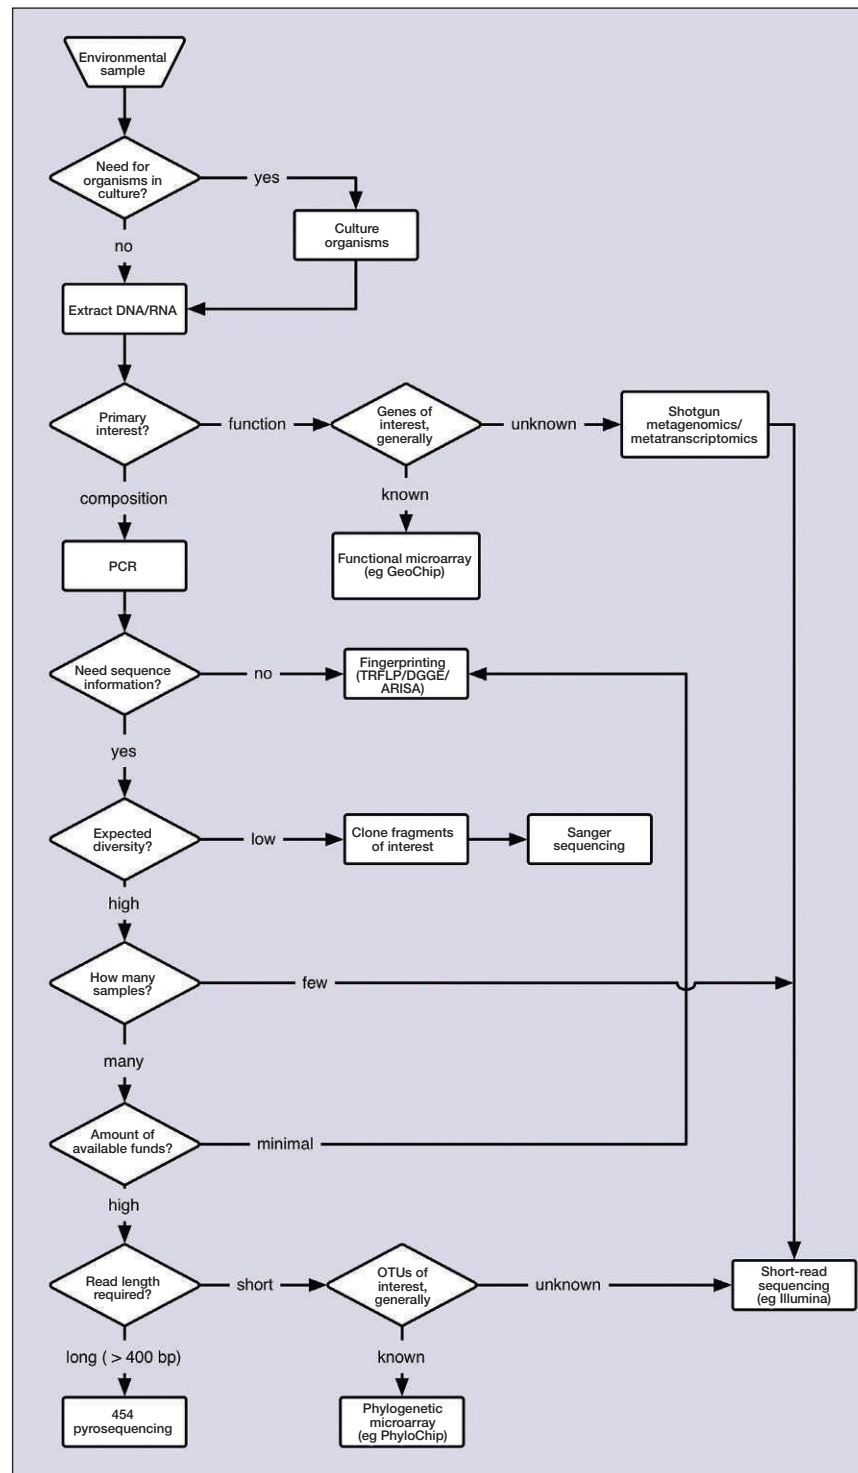 Environmental
sample
Need for
organisms in
culture?
yes
Culture
organisms
no
Extract DNA/RNA
Primary
interest?
function
Genes of
interest,
generally
unknown
Shotgun
metagenomics/
metatranscriptomics
composition
known
PCR
Functional microarray
(eg GeoChip)
Need sequence
information?
no
Fingerprinting
(TRFLP/DGGE/
ARISA)
yes
Expected
diversity?
low
Clone fragments
of interest
Sanger
sequencing
high
How many
samples?
few
many
Amount of
available funds?
minimal
high
Read length
required?
short
OTUs of
interest,
generally
unknown
Short-read
sequencing
(eg Illumina)
long ( > 400 bp)
known
454
pyrosequencing
Phylogenetic
microarray
(eg PhyloChip)